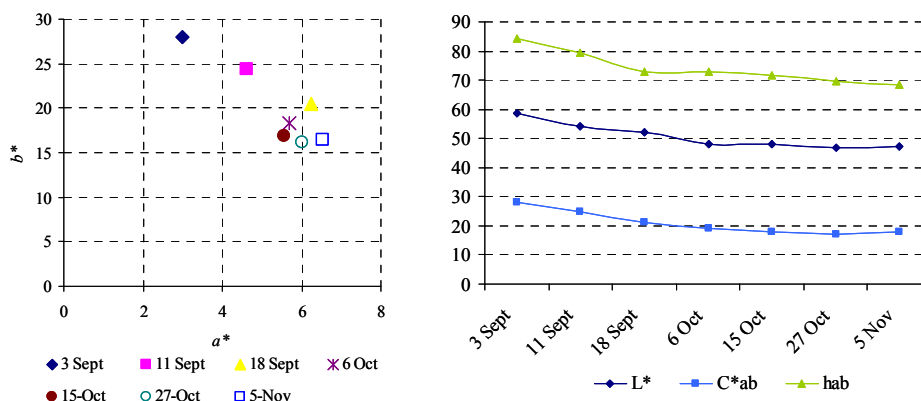 30
25
20
15
10
5
0
b*
0 2 4 6 8
a*
3 Sept 11 Sept 18 Sept 6 Oct
15-Oct 27-Oct 5-Nov
90
80
70
60
50
40
30
20
10
0
3 Sept
11 Sept
18 Sept
6 Oct
15 Oct
27 Oct
5 Nov
L* C*ab hab